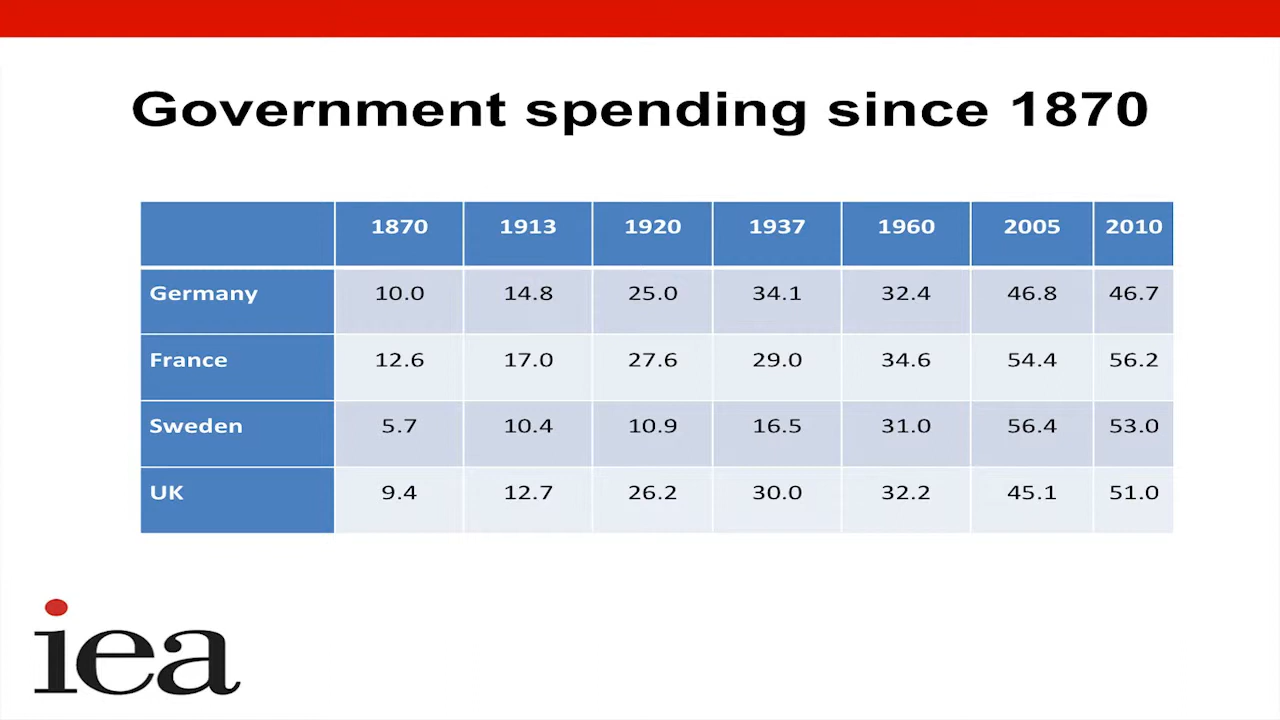 Government spending since 1870
1870 1913 1920 1937 1960 2005 2010
Germany 10.0 14.8 25.0 34.1 32.4 46.8 46.7
France 12.6 17.0 27.6 29.0 34.6 54.4 56.2
Sweden 5.7 10.4 10.9 16.5 31.0 56.4 53.0
UK 9.4 12.7 26.2 30.0 32.2 45.1 51.0
iea